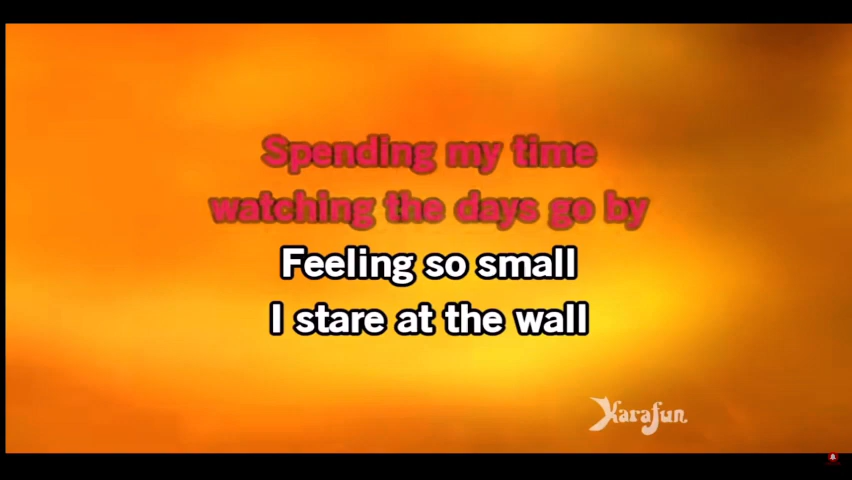 Spending my time
watching the days go by
Feeling so small
I stare at the wall
Karafun